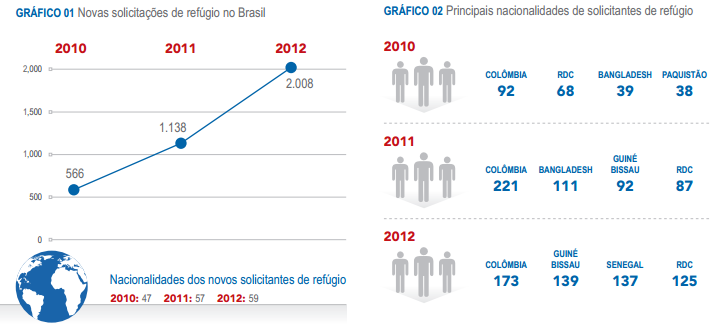 GRÁFICO 01 Novas solicitações de refúgio no Brasil
2010 2011 2012
2,000
1,500
1,000
500
0
566
1.138
2.008
Nacionalidades dos novos solicitantes de refúgio
2010: 47 2011: 57 2012: 59
GRÁFICO 02 Principais nacionalidades de solicitantes de refúgio
2010
COLÔMBIA RDC BANGLADESH PAQUISTÃO
92 68 39 38
2011
GUINÉ
COLÔMBIA BANGLADESH BISSAU RDC
221 111 92 87
2012
GUINÉ
COLÔMBIA BISSAU SENEGAL RDC
173 139 137 125